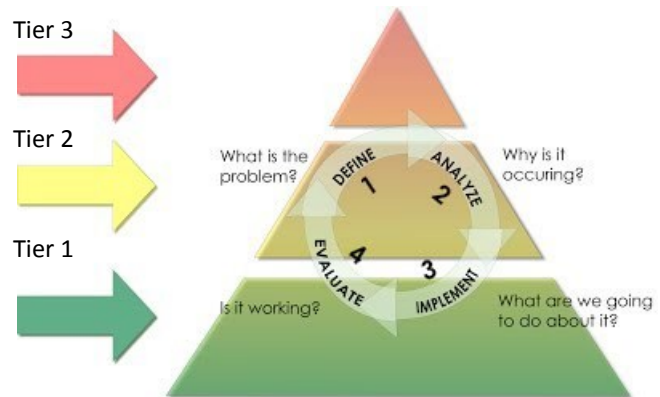 Tier 3
Tier 2
Tier 1
What is the
problem?
Why is it
occuring?
DEFINE
1
ANALYZE
2
EVALUATE
4
IMPLEMENT
3
Is it working?
What are we going
to do about it?